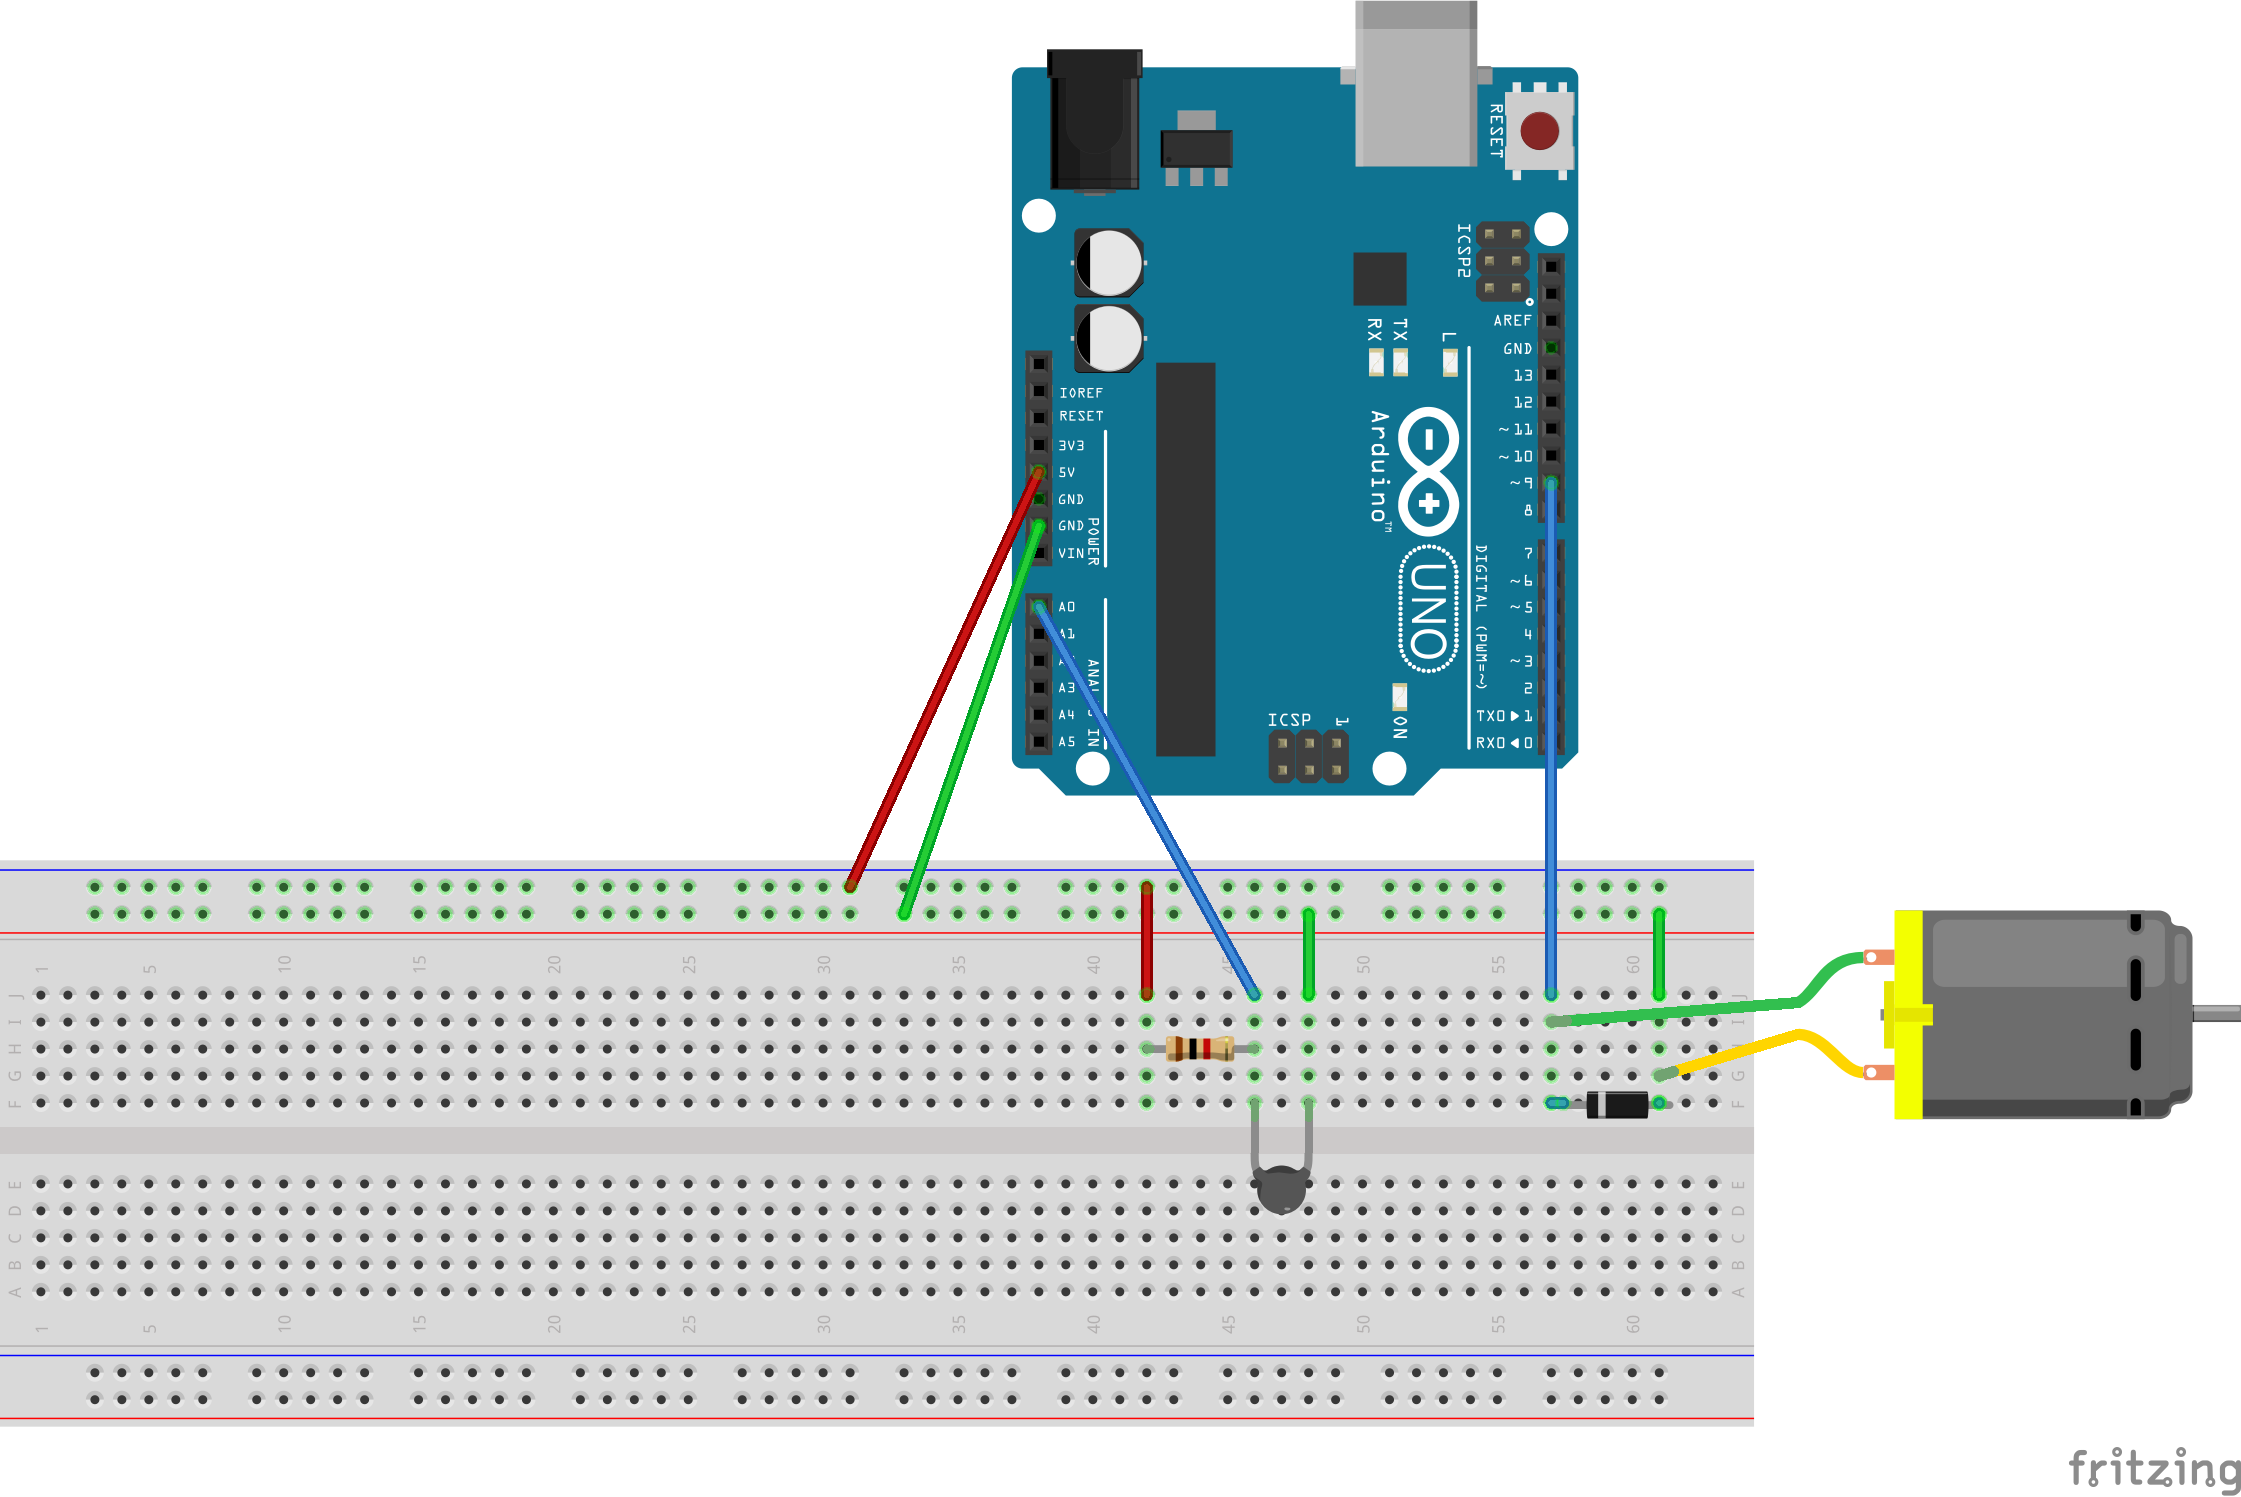 RESET
ICSP2
AREF
GND
13
12
~11
~10
~9
8
RX
TX
L
IOREF
RESET
3V3
5V
GND
GND
VIN
POWER
Arduino™
UNO
DIGITAL (PWM=~)
7
~6
~5
4
~3
2
TX0▶1
RX0◀0
A0
A1
A3
A4
A5
IN
ICSP
1
ON
1 5 10 15 20 25 30 35 40 45 50 55 60
J J
I I
H
G G
F F
E E
D D
C C
B B
A A
1 5 10 15 20 25 30 35 40 45 50 55 60
fritzing